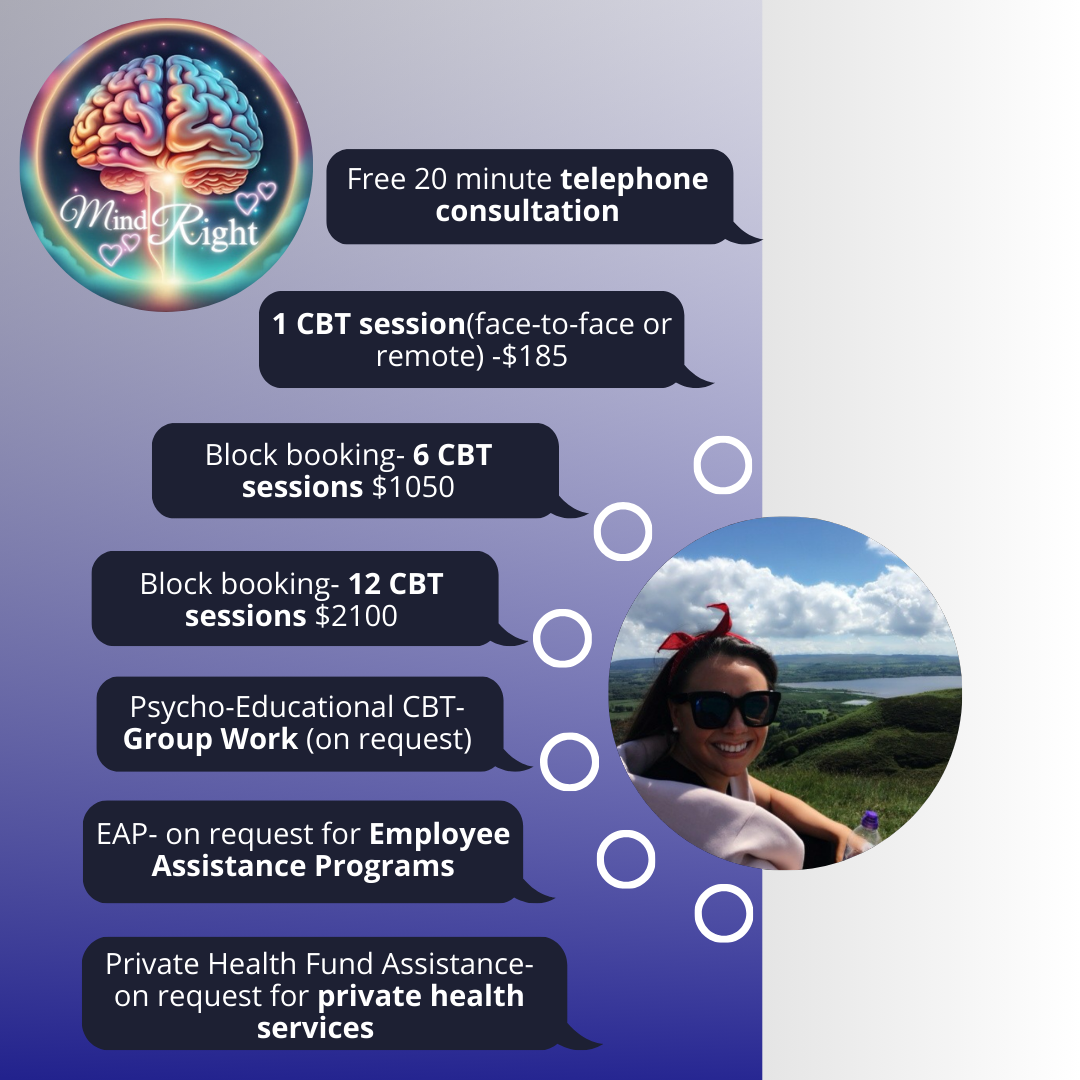 Mind Right
Free 20 minute telephone
consultation
1 CBT session(face-to-face or
remote) -$185
Block booking- 6 CBT
sessions $1050
Block booking- 12 CBT
sessions $2100
Psycho-Educational CBT-
Group Work (on request)
EAP- on request for Employee
Assistance Programs
Private Health Fund Assistance-
on request for private health
services